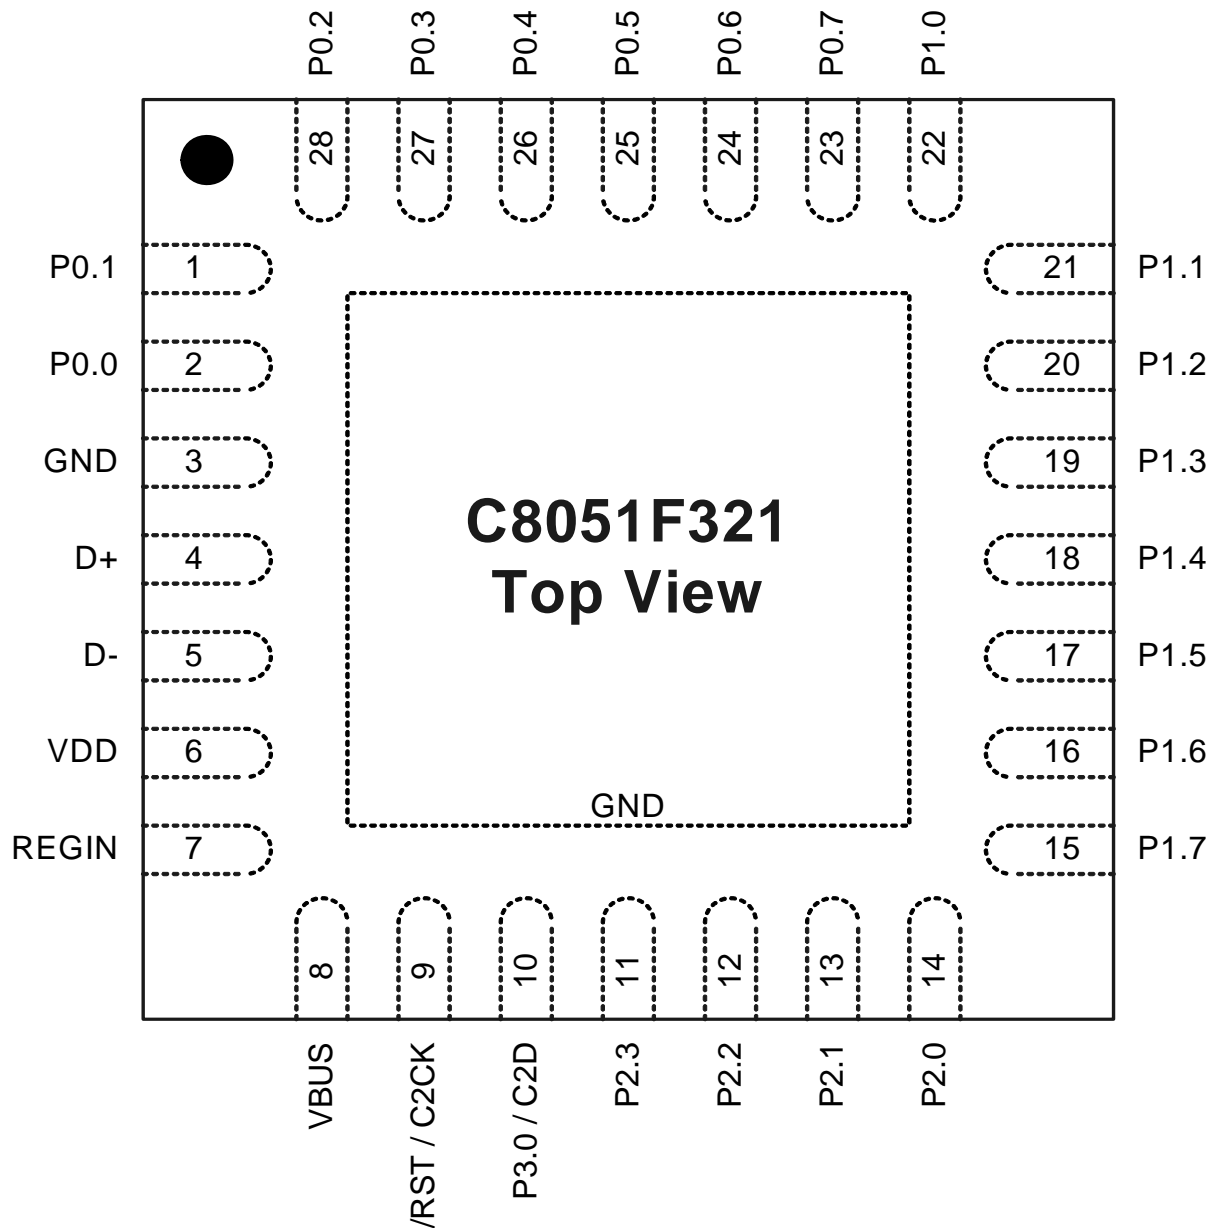 P0.2 P0.3 P0.4 P0.5 P0.6 P0.7 P1.0
28 27 26 25 24 23 22
P0.1 1 21 P1.1
P0.0 2 20 P1.2
GND 3 19 P1.3
C8051F321
D+ 4 18 P1.4
Top View
D- 5 17 P1.5
VDD 6 16 P1.6
GND
REGIN 7 15 P1.7
8 9 10 11 12 13 14
VBUS /RST / C2CK P3.0 / C2D P2.3 P2.2 P2.1 P2.0